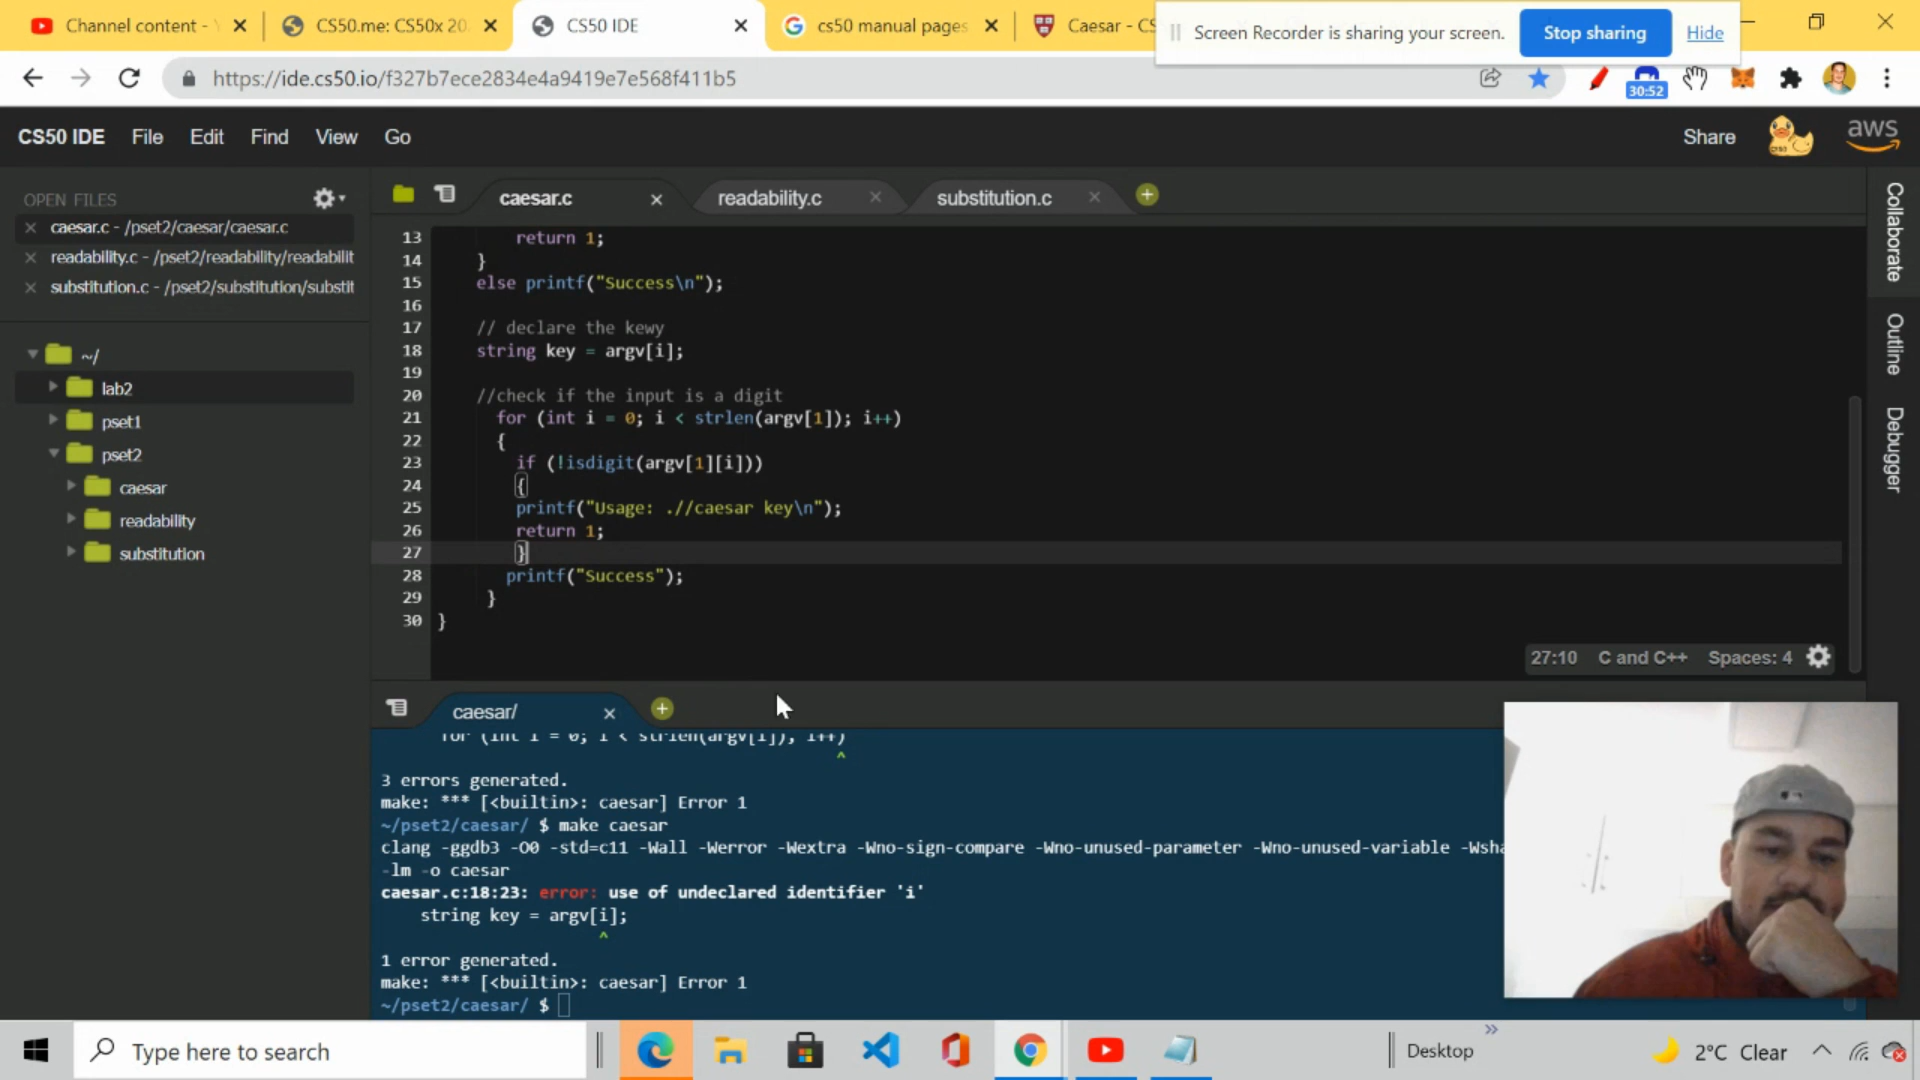 Channel content -
CS50.me: CS50x 20
CS50 IDE
cs50 manual pages
Caesar - CS
Screen Recorder is sharing your screen.
Stop sharing
Hide
https://ide.cs50.io/f327b7ece2834e4a9419e7e568f411b5
30:52
CS50 IDE File Edit Find View Go
Share
aws
OPEN FILES
caesar.c - /pset2/caesar/caesar.c
readability.c - /pset2/readability/readabilit
substitution.c - /pset2/substitution/substit
~/
lab2
pset1
pset2
caesar
readability
substitution
caesar.c
readability.c
substitution.c
13 return 1;
14 }
15 else printf("Success\n");
16
17 // declare the kewy
18 string key = argv[i];
19
20 //check if the input is a digit
21 for (int i = 0; i < strlen(argv[1]); i++)
22 {
23 if (!isdigit(argv[1][i]))
24 {
25 printf("Usage: .//caesar key\n");
26 return 1;
27 }
28 printf("Success");
29 }
30 }
27:10 C and C++ Spaces: 4
Collaborate
Outline
Debugger
caesar/
for (int i = 0; i < strlen(argv[i]), i++)
^
3 errors generated.
make: *** [<builtin>: caesar] Error 1
~/pset2/caesar/ $ make caesar
clang -ggdb3 -O0 -std=c11 -Wall -Werror -Wextra -Wno-sign-compare -Wno-unused-parameter -Wno-unused-variable -Wsha
-lm -o caesar
caesar.c:18:23: error: use of undeclared identifier 'i'
string key = argv[i];
^
1 error generated.
make: *** [<builtin>: caesar] Error 1
~/pset2/caesar/ $
Type here to search
Desktop
2°C Clear